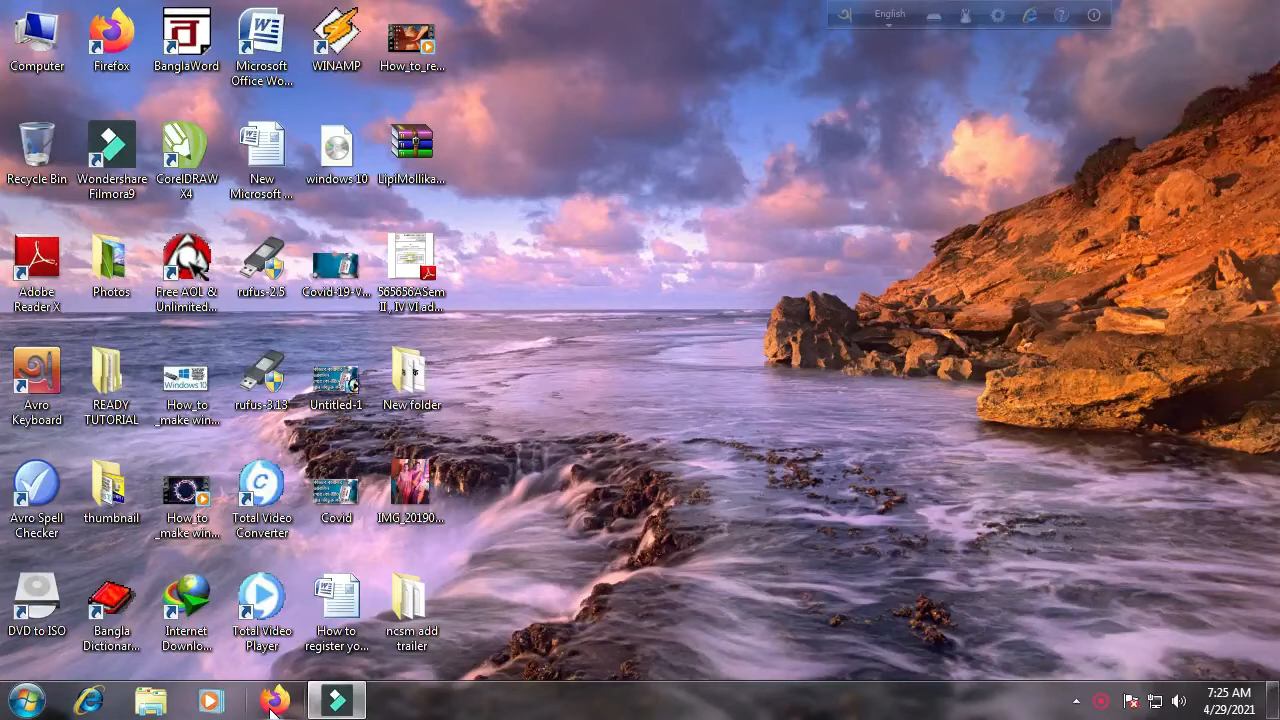 English
Computer
Firefox
BanglaWord
Microsoft
Office Wo...
WINAMP
How_to_re...
Recycle Bin
Wondershare
Filmora9
CorelDRAW
X4
New
Microsoft ...
windows 10
LipiMollika...
Adobe
Reader X
Photos
Free AOL &
Unlimited...
rufus-2.5
Covid-19-V...
565656ASem
II, IV VI ad...
Avro
Keyboard
READY
TUTORIAL
Windows 10
How_to
_make win...
rufus-3.13
Untitled-1
New folder
Avro Spell
Checker
thumbnail
How_to
_make win...
Total Video
Converter
Covid
IMG_20190...
DVD to ISO
Bangla
Dictionar...
Internet
Downlo...
Total Video
Player
How to
register yo...
ncsm add
trailer
7:25 AM
4/29/2021